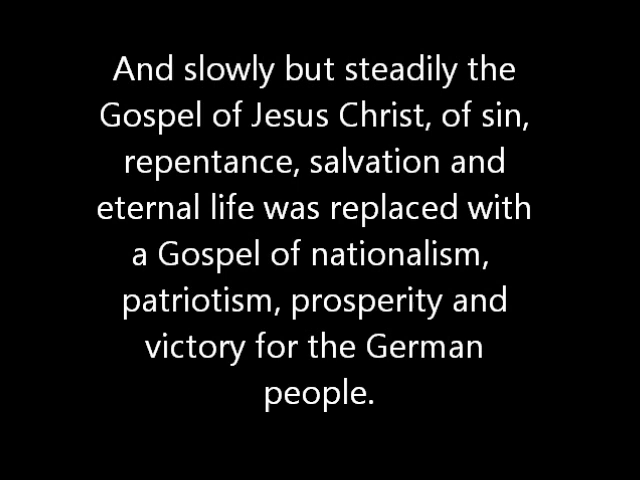 And slowly but steadily the
Gospel of Jesus Christ, of sin,
repentance, salvation and
eternal life was replaced with
a Gospel of nationalism,
patriotism, prosperity and
victory for the German
people.